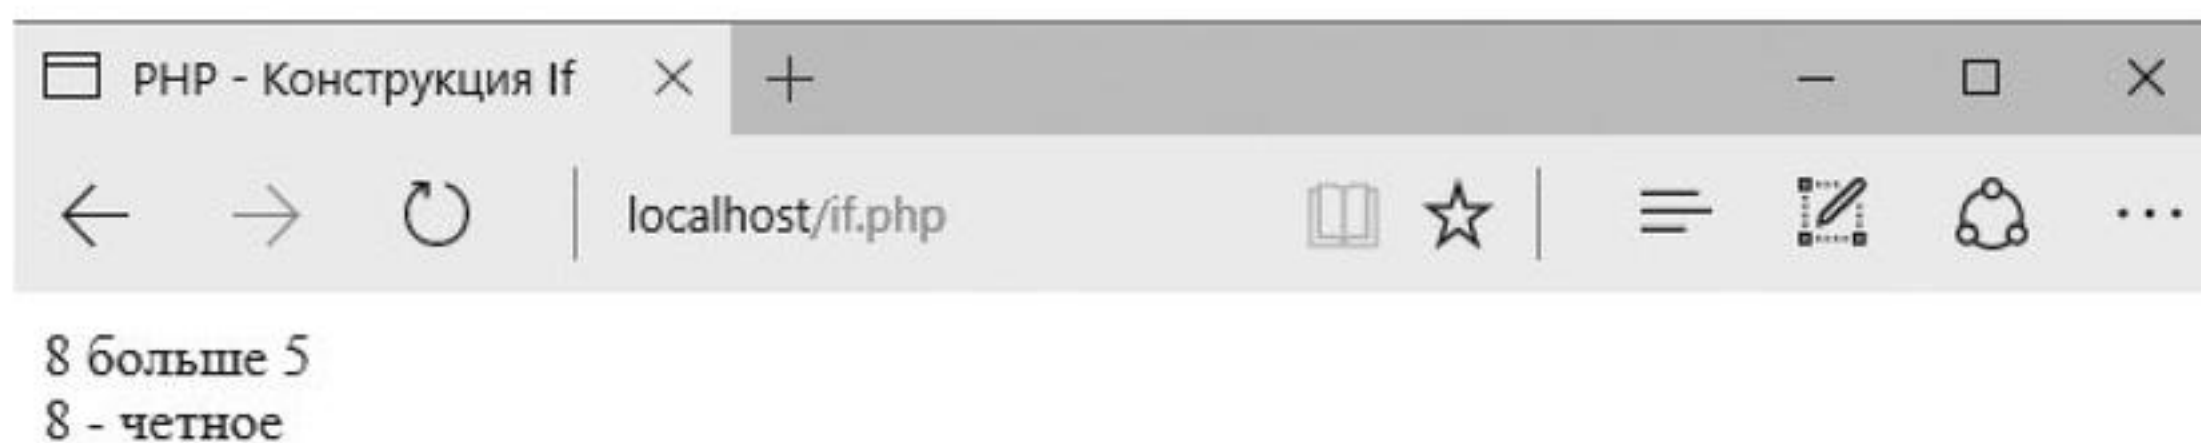 PHP - Конструкция If
localhost/if.php
8 больше 5
8 - четное